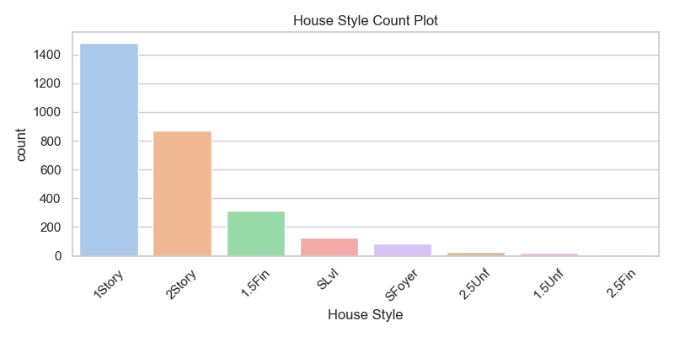 House Style Count Plot
1400
1200
1000
800
600
400
200
0
count
1Story 2Story 1.5Fin SLvl SFoyer 2.5Unf 1.5Unf 2.5Fin
House Style